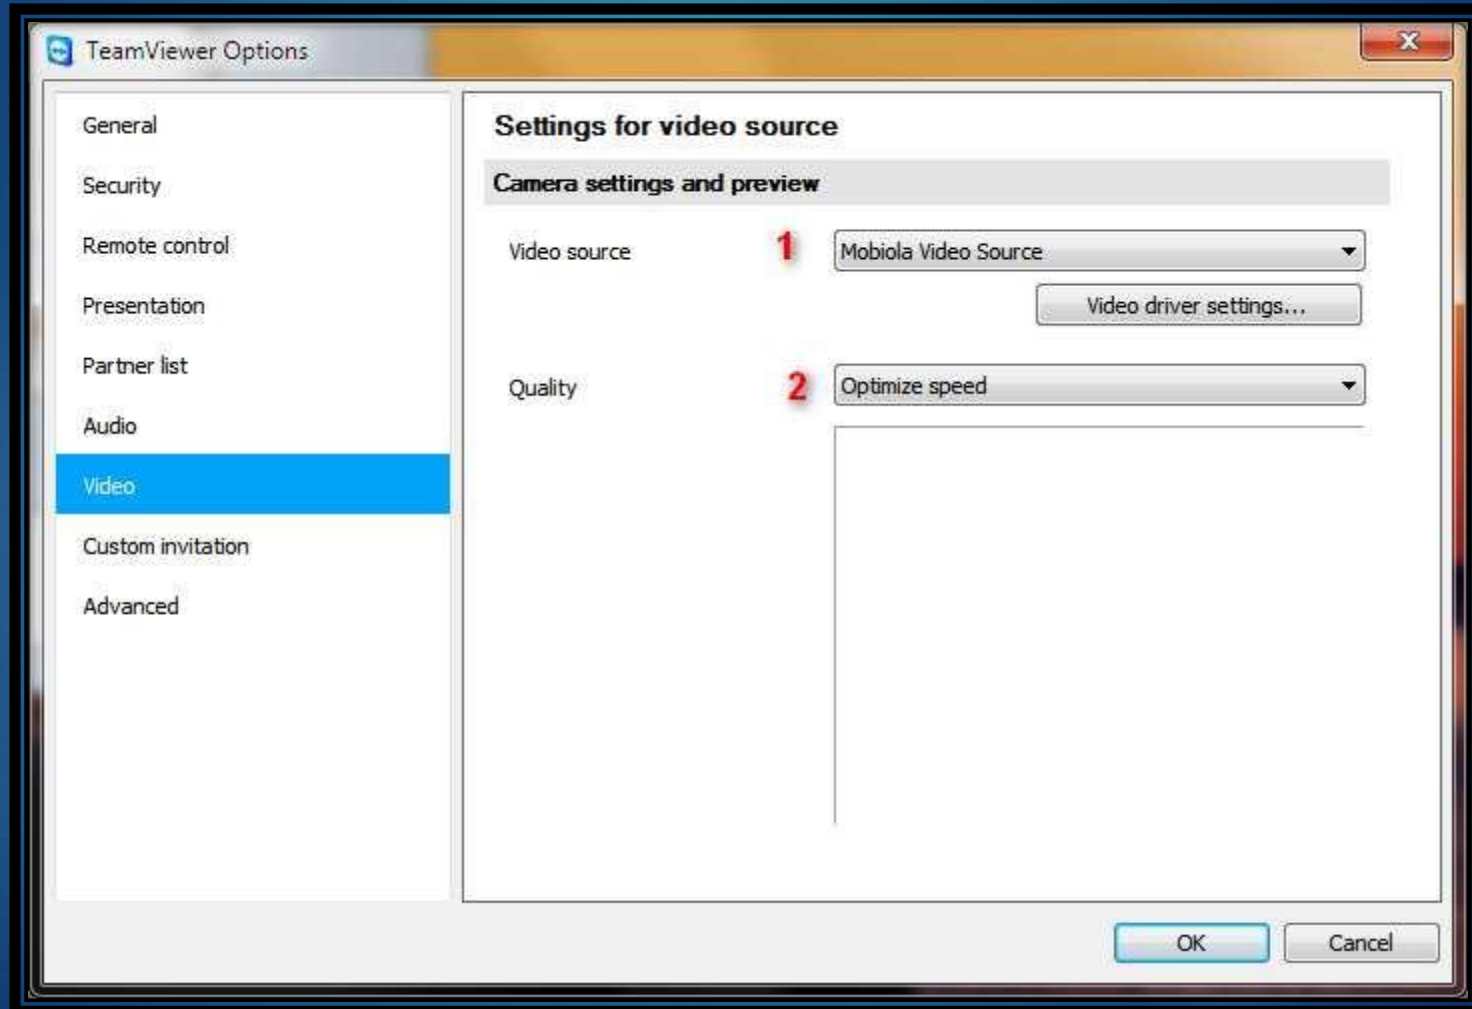 TeamViewer Options
X
General
Security
Remote control
Presentation
Partner list
Audio
Video
Custom invitation
Advanced
Settings for video source
Camera settings and preview
Video source 1 Mobiola Video Source
Video driver settings...
Quality 2 Optimize speed
OK Cancel